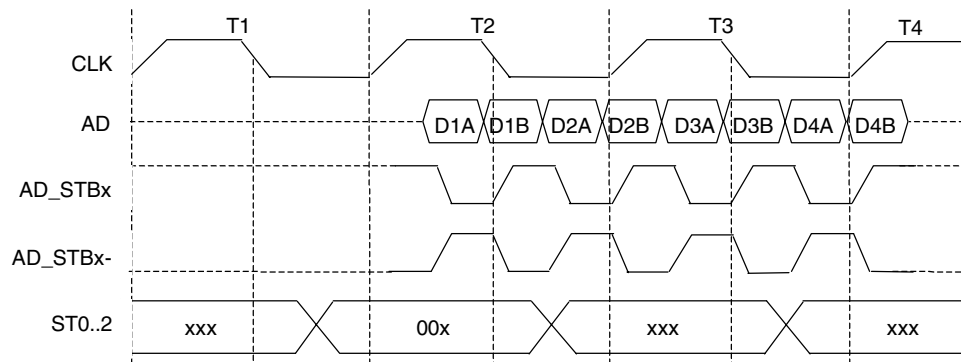 T1 T2 T3 T4
CLK
AD D1A D1B D2A D2B D3A D3B D4A D4B
AD_STBx
AD_STBx-
ST0..2 xxx 00x xxx xxx